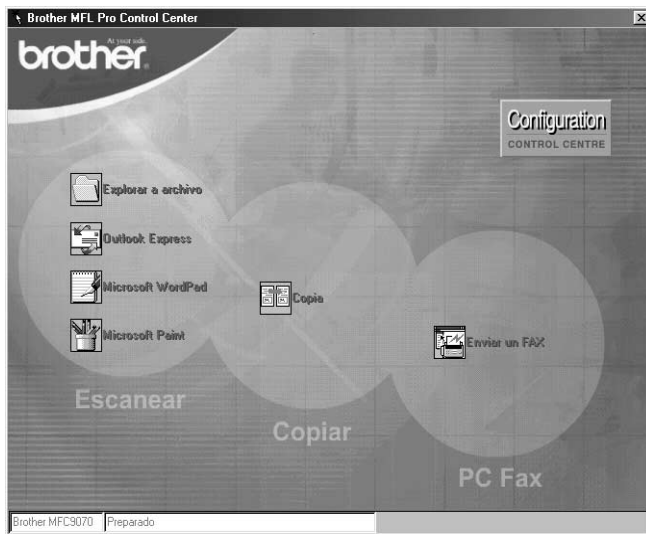 Brother MFL Pro Control Center
At your side.
brother
Configuration
CONTROL CENTRE
Explorar a archivo
Outlook Express
Microsoft WordPad
Microsoft Paint
Escanear
Copia
Copiar
Enviar un FAX
PC Fax
Brother MFC9070 Preparado